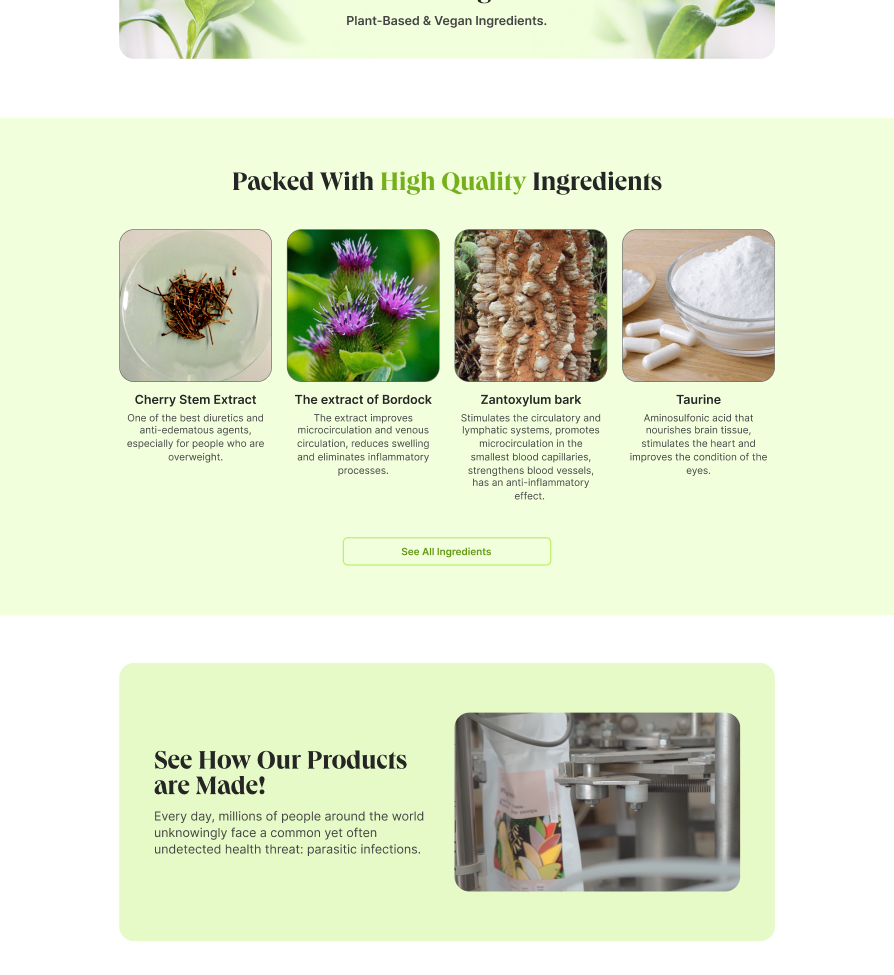 Plant-Based & Vegan Ingredients.
Packed With High Quality Ingredients
Cherry Stem Extract
One of the best diuretics and
anti-edematous agents,
especially for people who are
overweight.
The extract of Bordock
The extract improves
microcirculation and venous
circulation, reduces swelling
and eliminates inflammatory
processes.
Zantoxylum bark
Stimulates the circulatory and
lymphatic systems, promotes
microcirculation in the
smallest blood capillaries,
strengthens blood vessels,
has an anti-inflammatory
effect.
Taurine
Aminosulfonic acid that
nourishes brain tissue,
stimulates the heart and
improves the condition of the
eyes.
See All Ingredients
See How Our Products
are Made!
Every day, millions of people around the world
unknowingly face a common yet often
undetected health threat: parasitic infections.